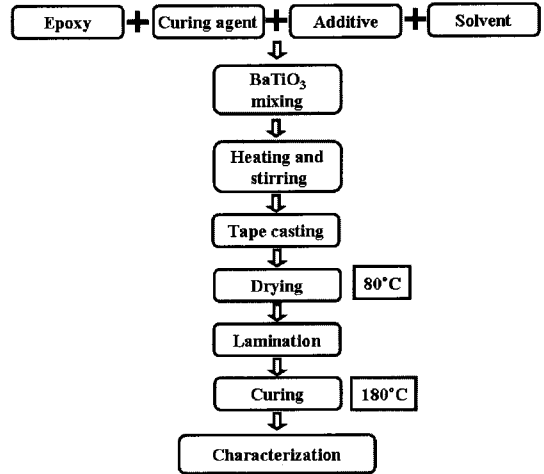 Epoxy + Curing agent + Additive + Solvent
BaTiO₃
mixing
Heating and
stirring
Tape casting
Drying 80°C
Lamination
Curing 180°C
Characterization